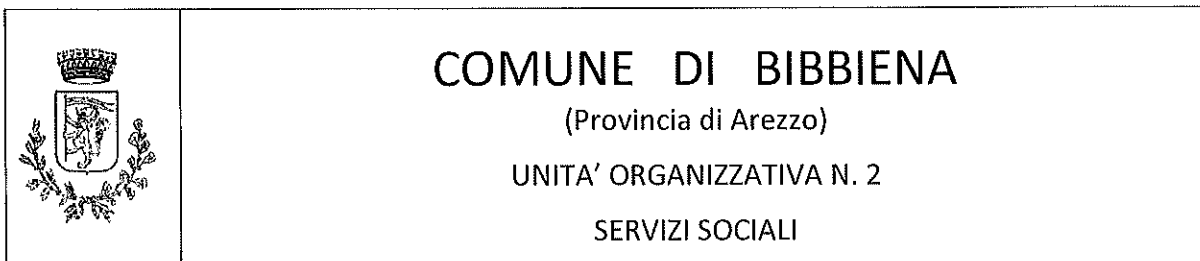 COMUNE DI BIBBIENA
(Provincia di Arezzo)
UNITA' ORGANIZZATIVA N. 2
SERVIZI SOCIALI